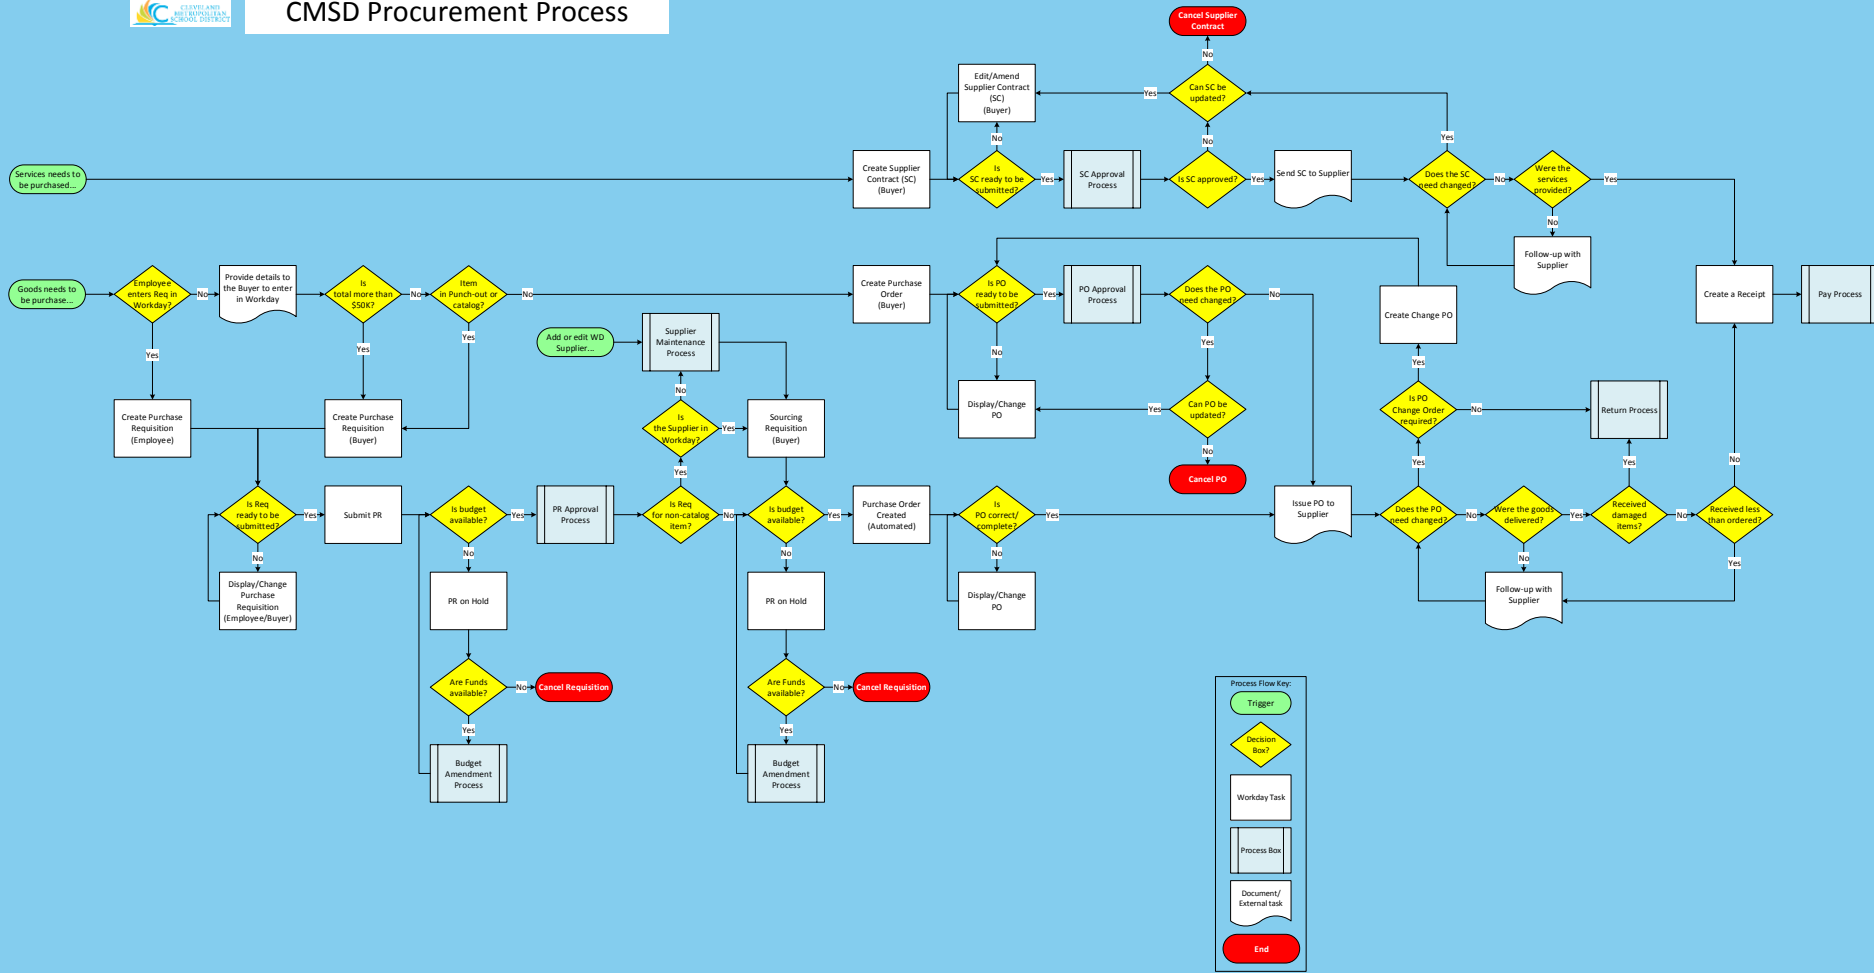 CLEVELAND
METROPOLITAN
SCHOOL DISTRICT
CMSD Procurement Process
Cancel Supplier
Contract
No
Edit/Amend
Supplier Contract
(SC)
(Buyer)
Yes
Can SC be
updated?
No
No
Yes
Services needs to
be purchased...
Create Supplier
Contract (SC)
(Buyer)
Is
SC ready to be
submitted?
Yes
SC Approval
Process
Is SC approved?
Yes
Send SC to Supplier
Does the SC
need changed?
No
Were the
services
provided?
Yes
No
Follow-up with
Supplier
Goods needs to
be purchase...
Employee
enters Req in
Workday?
No
Provide details to
the Buyer to enter
in Workday
Is
total more than
$50K?
No
Item
in Punch-out or
catalog?
No
Create Purchase
Order
(Buyer)
Is PO
ready to be
submitted?
Yes
PO Approval
Process
Does the PO
need changed?
No
Create Change PO
Create a Receipt
Pay Process
Yes
Yes
Yes
Add or edit WD
Supplier...
Supplier
Maintenance
Process
No
Yes
Yes
No
Create Purchase
Requisition
(Employee)
Create Purchase
Requisition
(Buyer)
Is
the Supplier in
Workday?
Yes
Sourcing
Requisition
(Buyer)
Display/Change
PO
Yes
Can PO be
updated?
Is PO
Change Order
required?
No
Return Process
Yes
No
Yes
Yes
No
Cancel PO
Is Req
ready to be
submitted?
Yes
Submit PR
Is budget
available?
Yes
PR Approval
Process
Is Req
for non-catalog
item?
No
Is budget
available?
Yes
Purchase Order
Created
(Automated)
Is
PO correct/
complete?
Yes
Issue PO to
Supplier
Does the PO
need changed?
No
Were the goods
delivered?
Yes
Received
damaged
items?
No
Received less
than ordered?
No
No
No
No
No
Yes
Display/Change
Purchase
Requisition
(Employee/Buyer)
PR on Hold
PR on Hold
Display/Change
PO
Follow-up with
Supplier
Are Funds
available?
No
Cancel Requisition
Are Funds
available?
No
Cancel Requisition
Yes
Yes
Budget
Amendment
Process
Budget
Amendment
Process
Process Flow Key:
Trigger
Decision
Box?
Workday Task
Process Box
Document/
External task
End